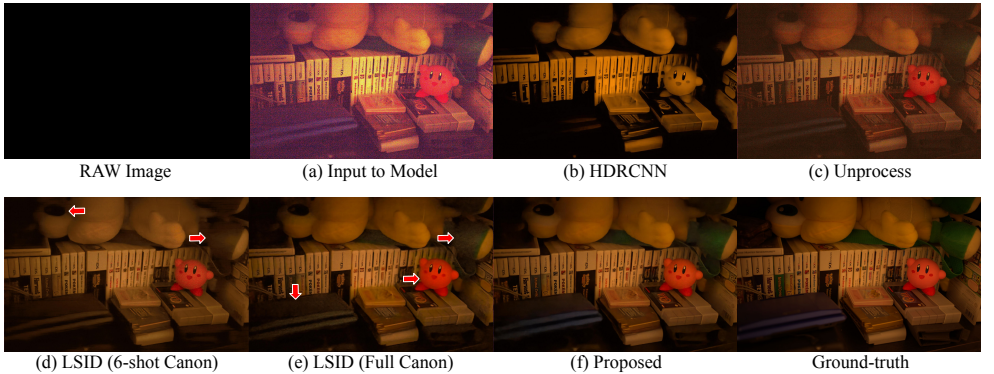 RAW Image
(a) Input to Model
(b) HDRCNN
(c) Unprocess
(d) LSID (6-shot Canon)
(e) LSID (Full Canon)
(f) Proposed
Ground-truth